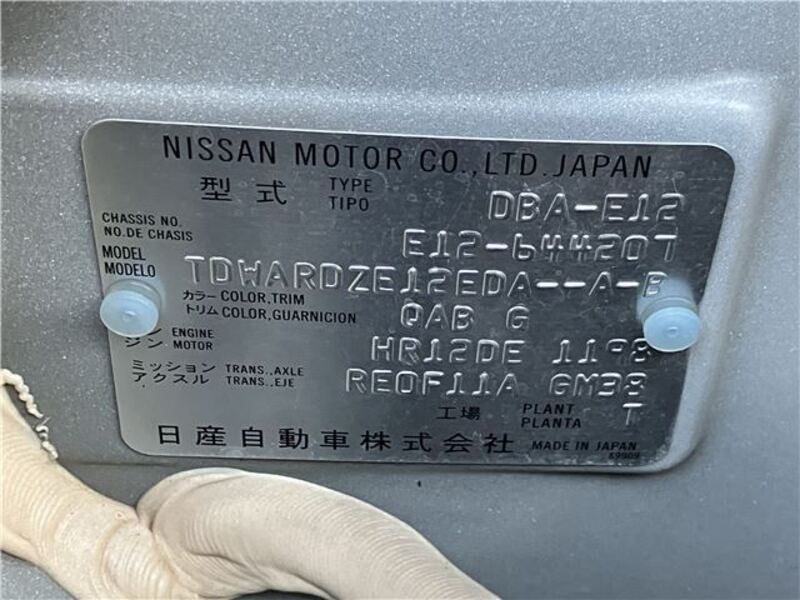 NISSAN MOTOR CO.,LTD.JAPAN
型式 TYPE TIPO DBA-E12
CHASSIS NO. NO.DE CHASIS E12-644207
MODEL MODELO TDWARDZE12EDA--A-B
カラー COLOR,TRIM
トリム COLOR,GUARNICION QAB G
ン ENGINE
ジン MOTOR HR12DE 1198
ミッション TRANS.,AXLE
アクスル TRANS.,EJE RE0F11A GM38
工場 PLANT PLANTA T
日産自動車株式会社 MADE IN JAPAN
89909